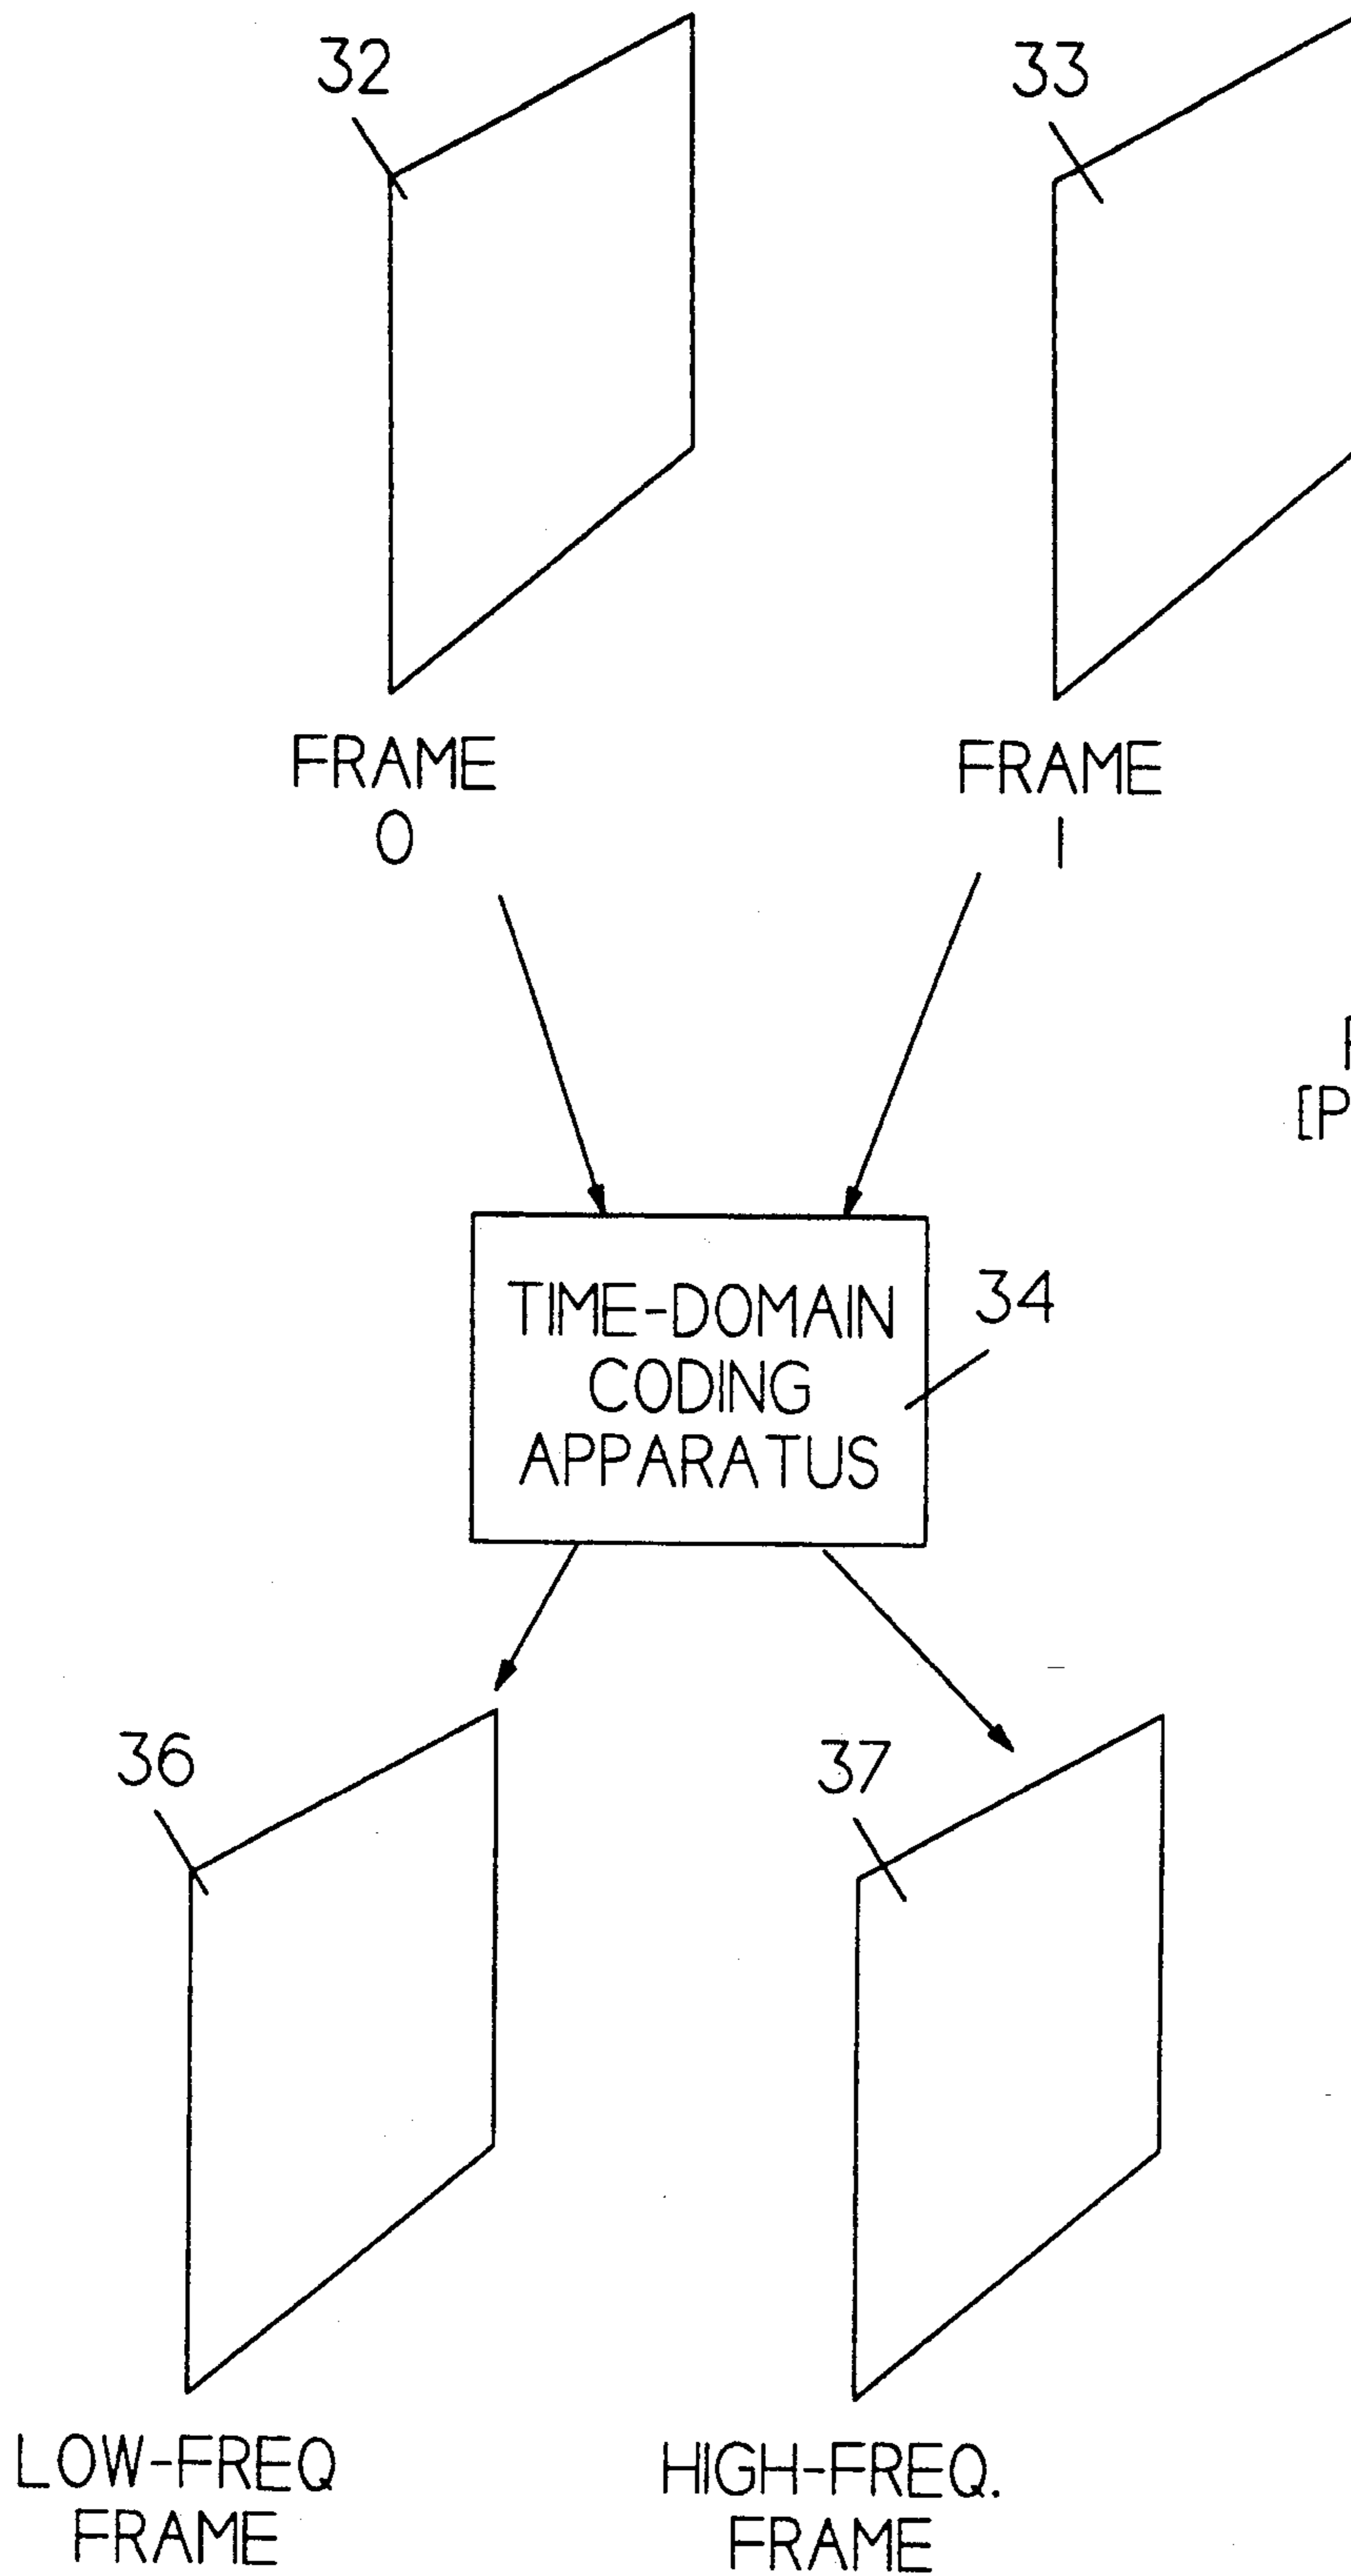 32
33
FRAME
0
FRAME
1
[P
TIME-DOMAIN
CODING
APPARATUS
34
36
37
LOW-FREQ
FRAME
HIGH-FREQ.
FRAME